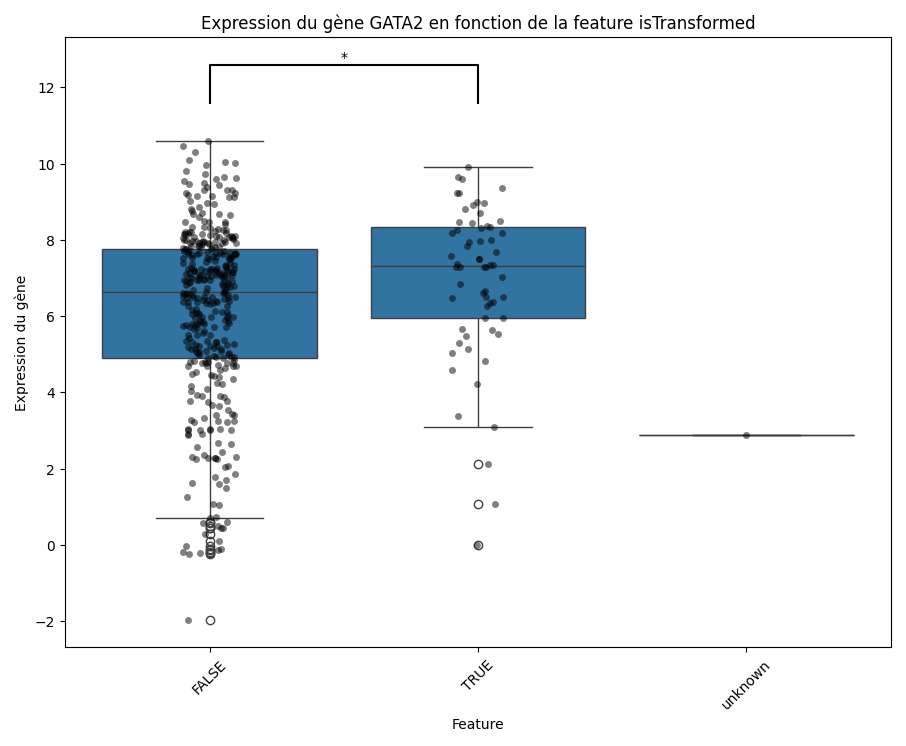 Expression du gène GATA2 en fonction de la feature isTransformed
*
12
10
8
6
4
2
0
−2
Expression du gène
FALSE
TRUE
unknown
Feature